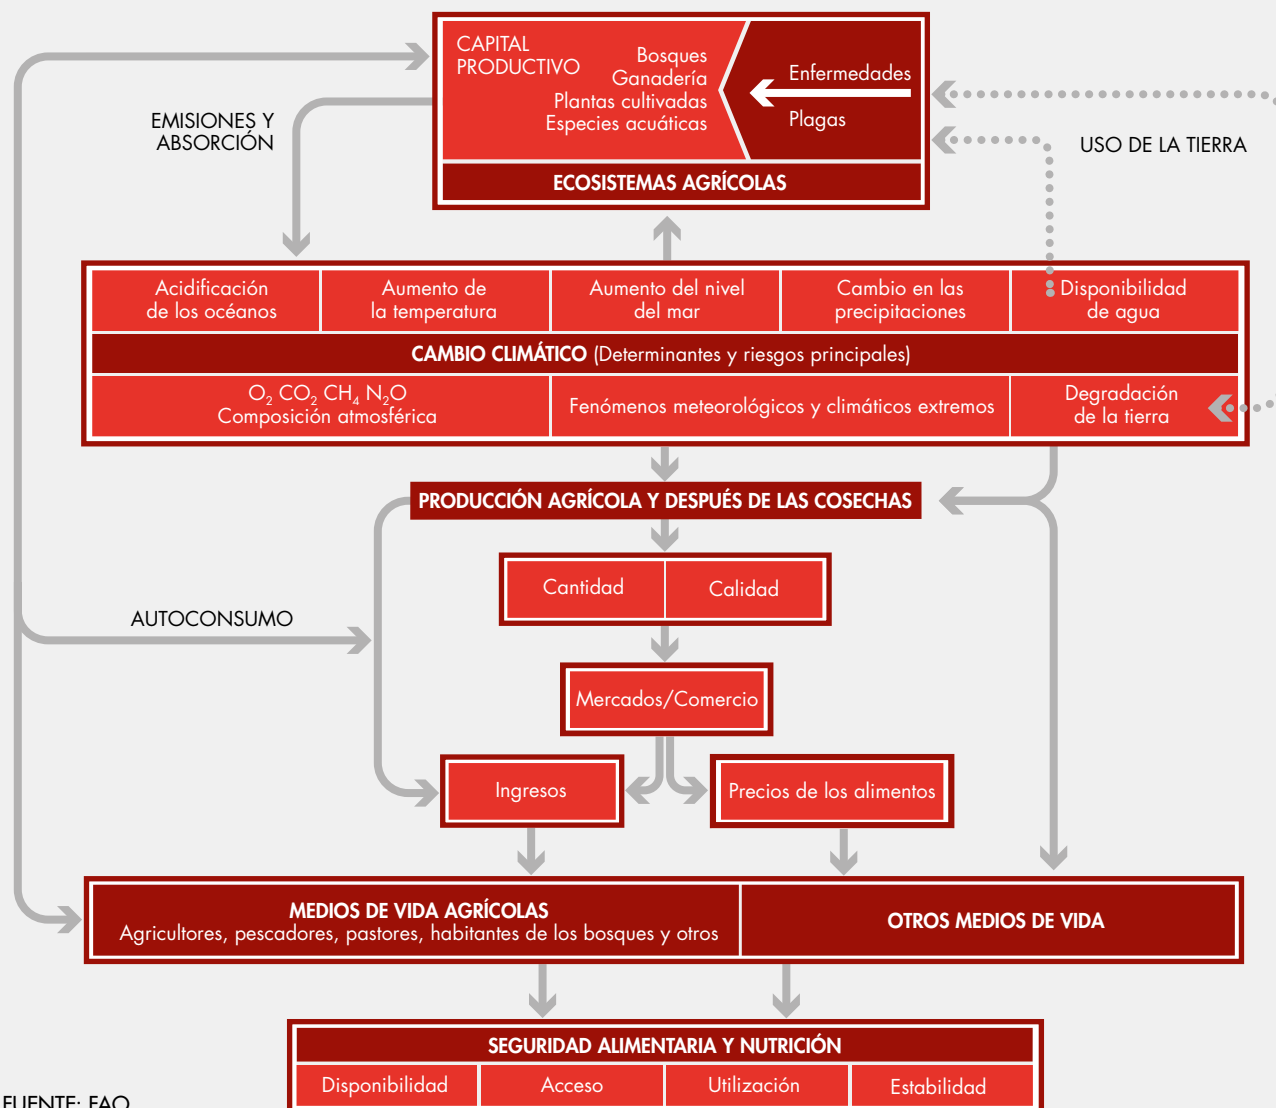 CAPITAL
PRODUCTIVO
Bosques
Ganadería
Plantas cultivadas
Especies acuáticas
Enfermedades
Plagas
ECOSISTEMAS AGRÍCOLAS
EMISIONES Y
ABSORCIÓN
USO DE LA TIERRA
Acidificación
de los océanos
Aumento de
la temperatura
Aumento del nivel
del mar
Cambio en las
precipitaciones
Disponibilidad
de agua
CAMBIO CLIMÁTICO (Determinantes y riesgos principales)
O₂ CO₂ CH₄ N₂O
Composición atmosférica
Fenómenos meteorológicos y climáticos extremos
Degradación
de la tierra
PRODUCCIÓN AGRÍCOLA Y DESPUÉS DE LAS COSECHAS
Cantidad
Calidad
AUTOCONSUMO
Mercados/Comercio
Ingresos
Precios de los alimentos
MEDIOS DE VIDA AGRÍCOLAS
Agricultores, pescadores, pastores, habitantes de los bosques y otros
OTROS MEDIOS DE VIDA
SEGURIDAD ALIMENTARIA Y NUTRICIÓN
Disponibilidad
Acceso
Utilización
Estabilidad
FUENTE: FAO